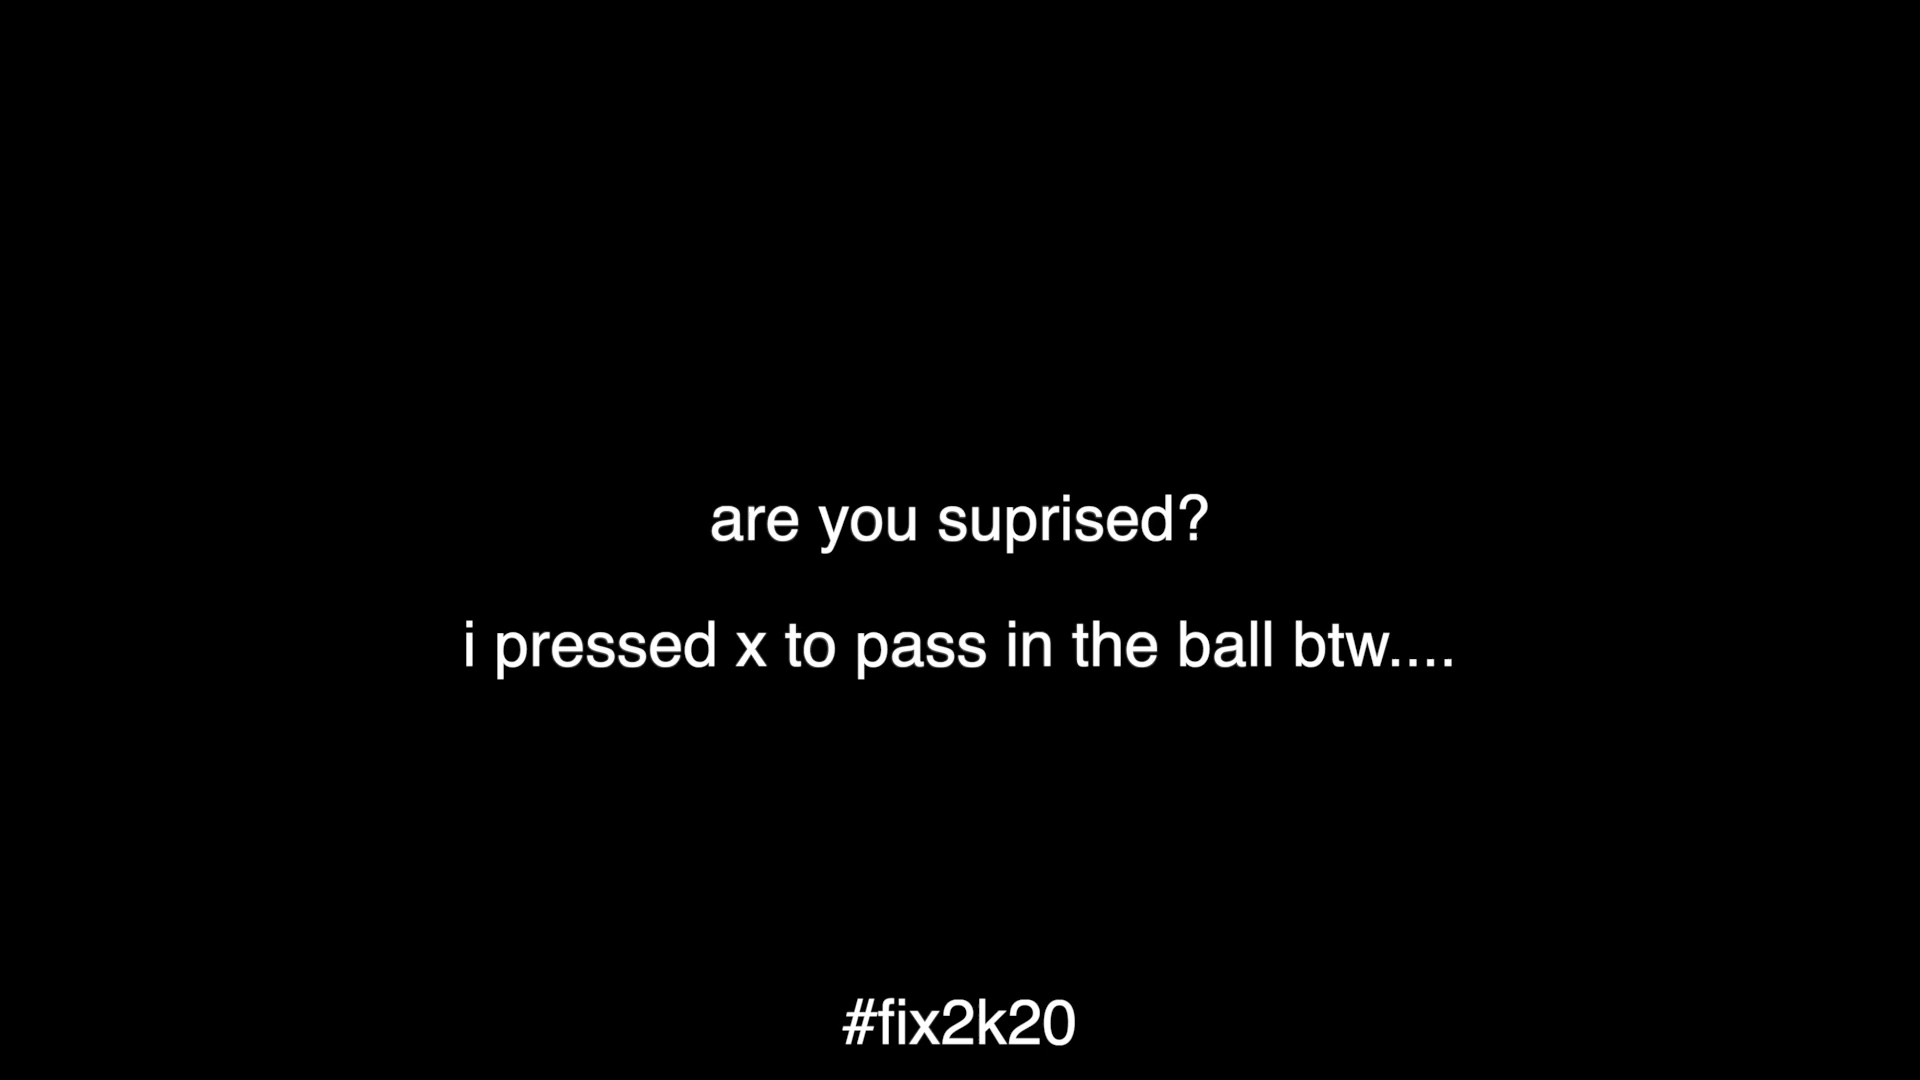 are you suprised?
i pressed x to pass in the ball btw....
#fix2k20